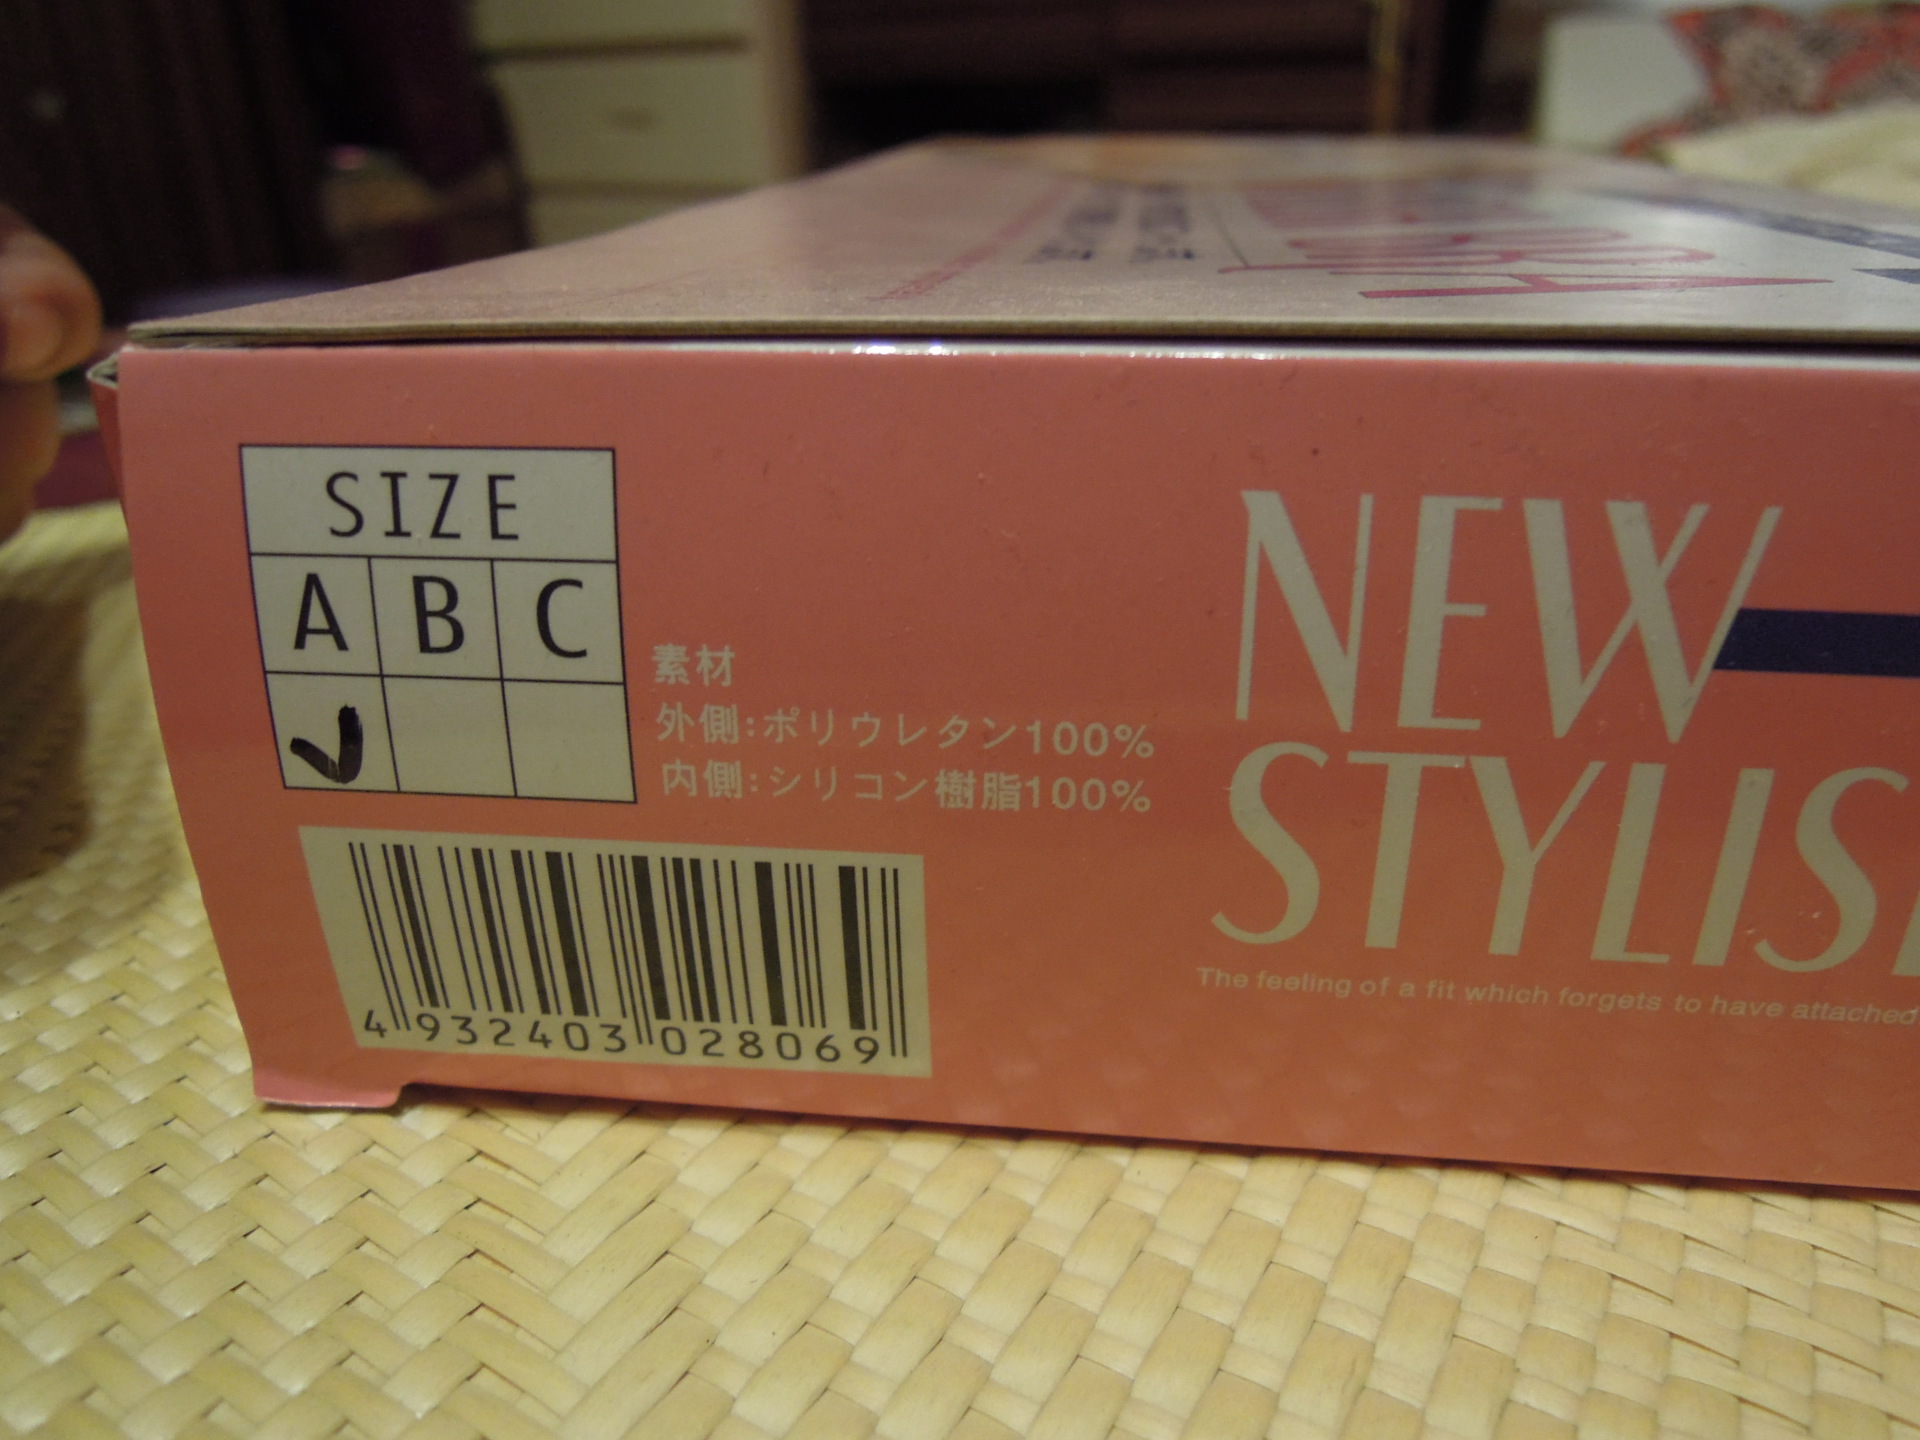 SIZE
A B C
素材
外側:ポリウレタン100%
内側:シリコン樹脂100%
4 932403 028069
NEW
STYLIS
The feeling of a fit which forgets to have attached